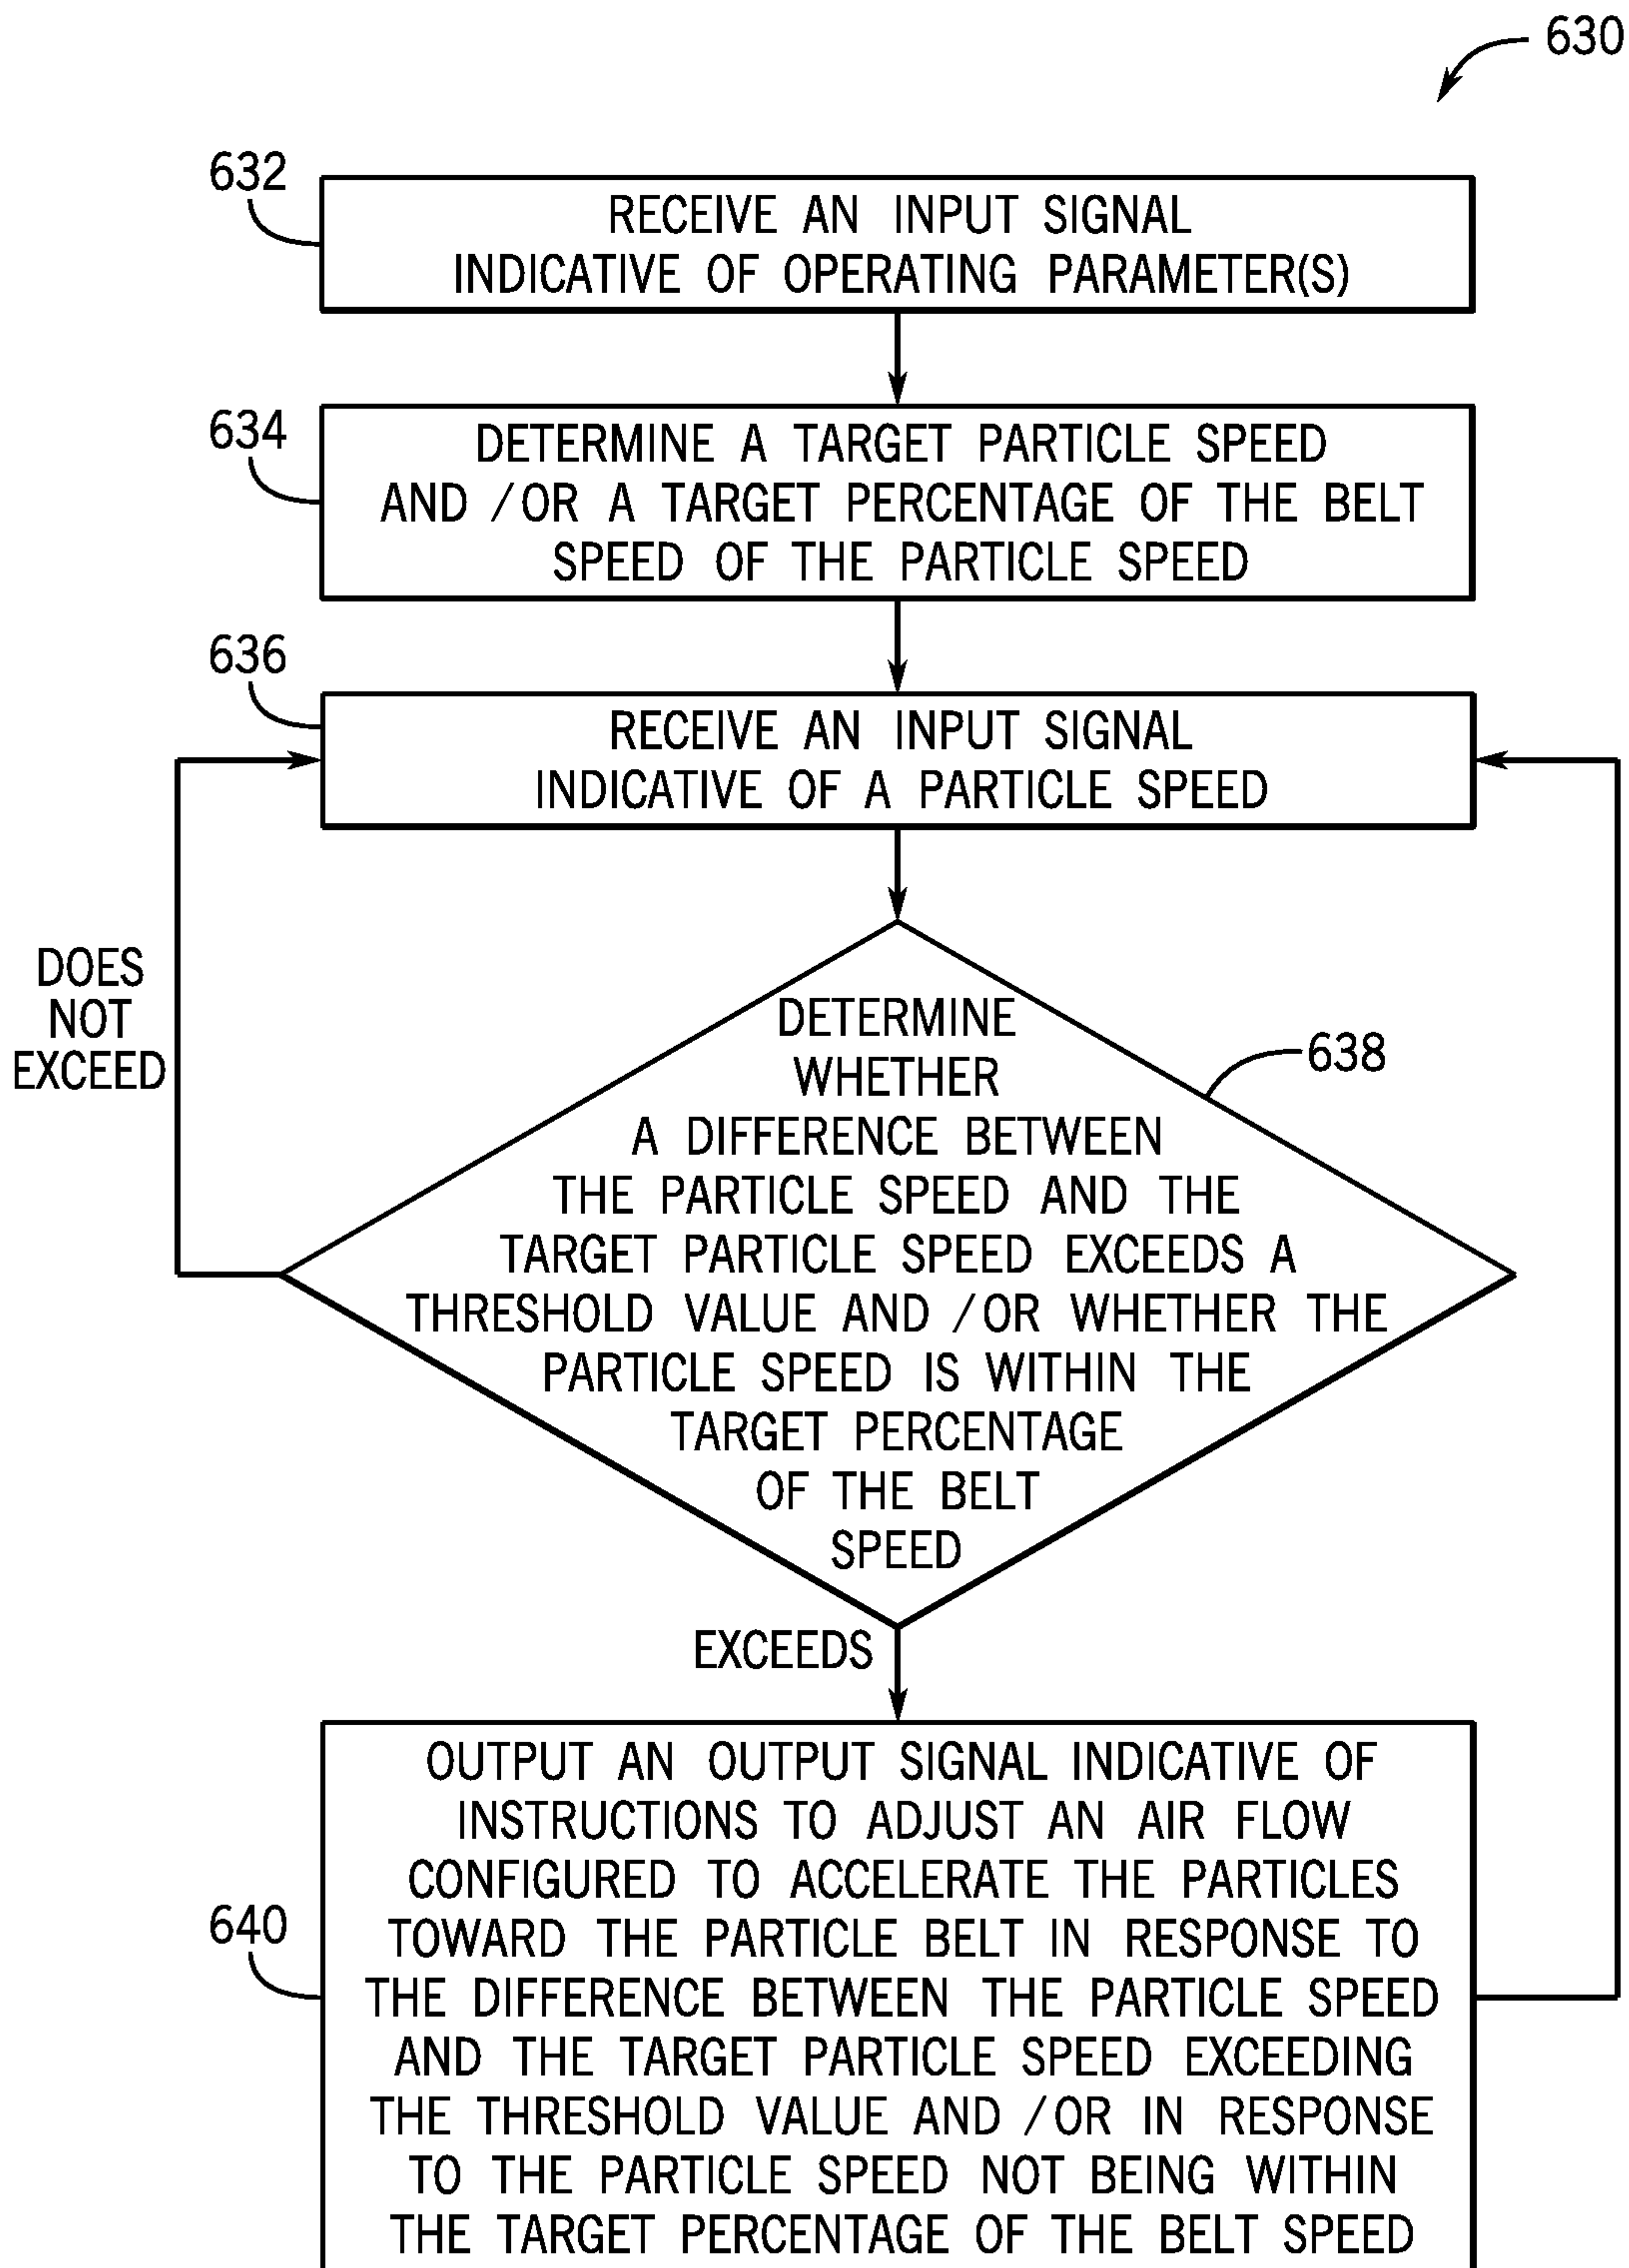 630
632
RECEIVE AN INPUT SIGNAL
INDICATIVE OF OPERATING PARAMETER(S)
634
DETERMINE A TARGET PARTICLE SPEED
AND /OR A TARGET PERCENTAGE OF THE BELT
SPEED OF THE PARTICLE SPEED
636
RECEIVE AN INPUT SIGNAL
INDICATIVE OF A PARTICLE SPEED
DOES
NOT
EXCEED
638
DETERMINE
WHETHER
A DIFFERENCE BETWEEN
THE PARTICLE SPEED AND THE
TARGET PARTICLE SPEED EXCEEDS A
THRESHOLD VALUE AND /OR WHETHER THE
PARTICLE SPEED IS WITHIN THE
TARGET PERCENTAGE
OF THE BELT
SPEED
EXCEEDS
640
OUTPUT AN OUTPUT SIGNAL INDICATIVE OF
INSTRUCTIONS TO ADJUST AN AIR FLOW
CONFIGURED TO ACCELERATE THE PARTICLES
TOWARD THE PARTICLE BELT IN RESPONSE TO
THE DIFFERENCE BETWEEN THE PARTICLE SPEED
AND THE TARGET PARTICLE SPEED EXCEEDING
THE THRESHOLD VALUE AND /OR IN RESPONSE
TO THE PARTICLE SPEED NOT BEING WITHIN
THE TARGET PERCENTAGE OF THE BELT SPEED